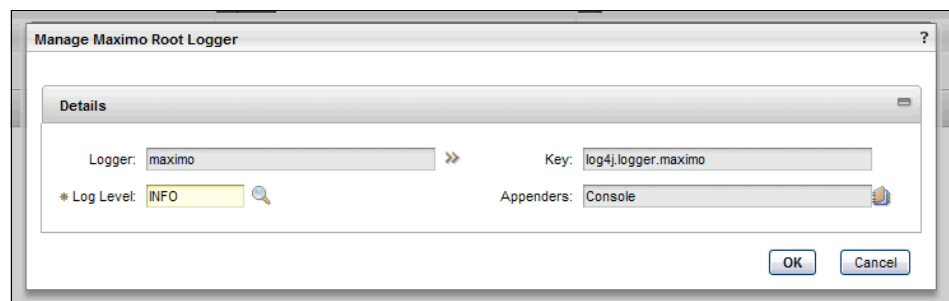 Manage Maximo Root Logger ?
Details
Logger: maximo Key: log4j.logger.maximo
* Log Level: INFO Appenders: Console
OK Cancel